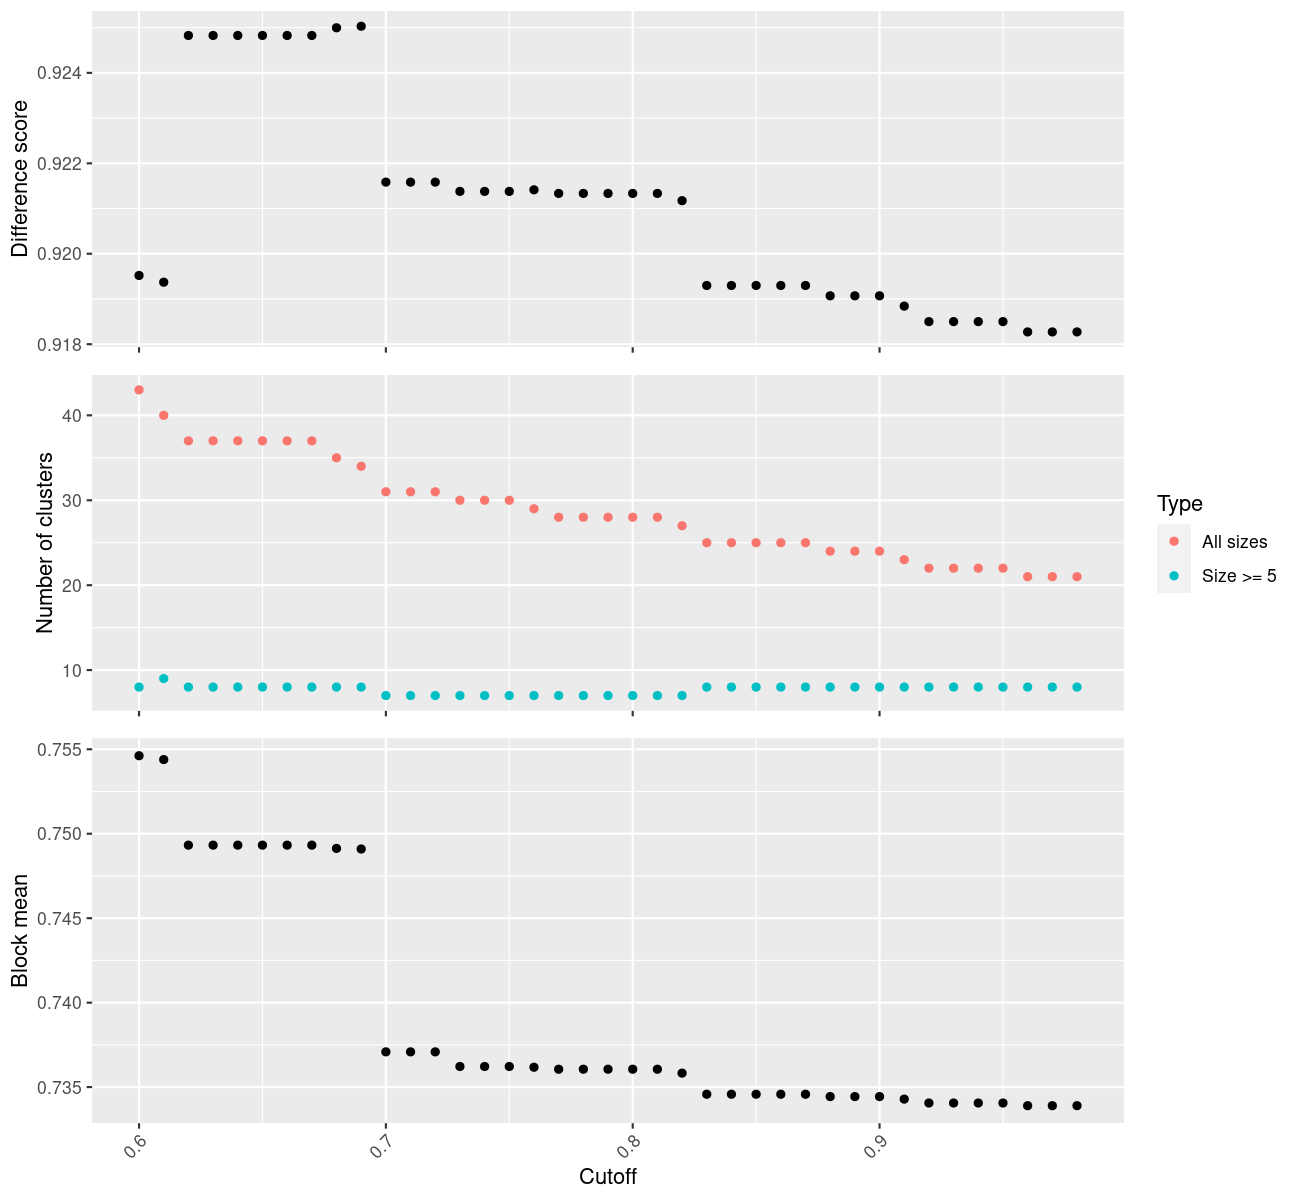 Difference score
0.924
0.922
0.920
0.918
Number of clusters
40
30
20
10
Type
All sizes
Size >= 5
Block mean
0.755
0.750
0.745
0.740
0.735
0.6 0.7 0.8 0.9
Cutoff